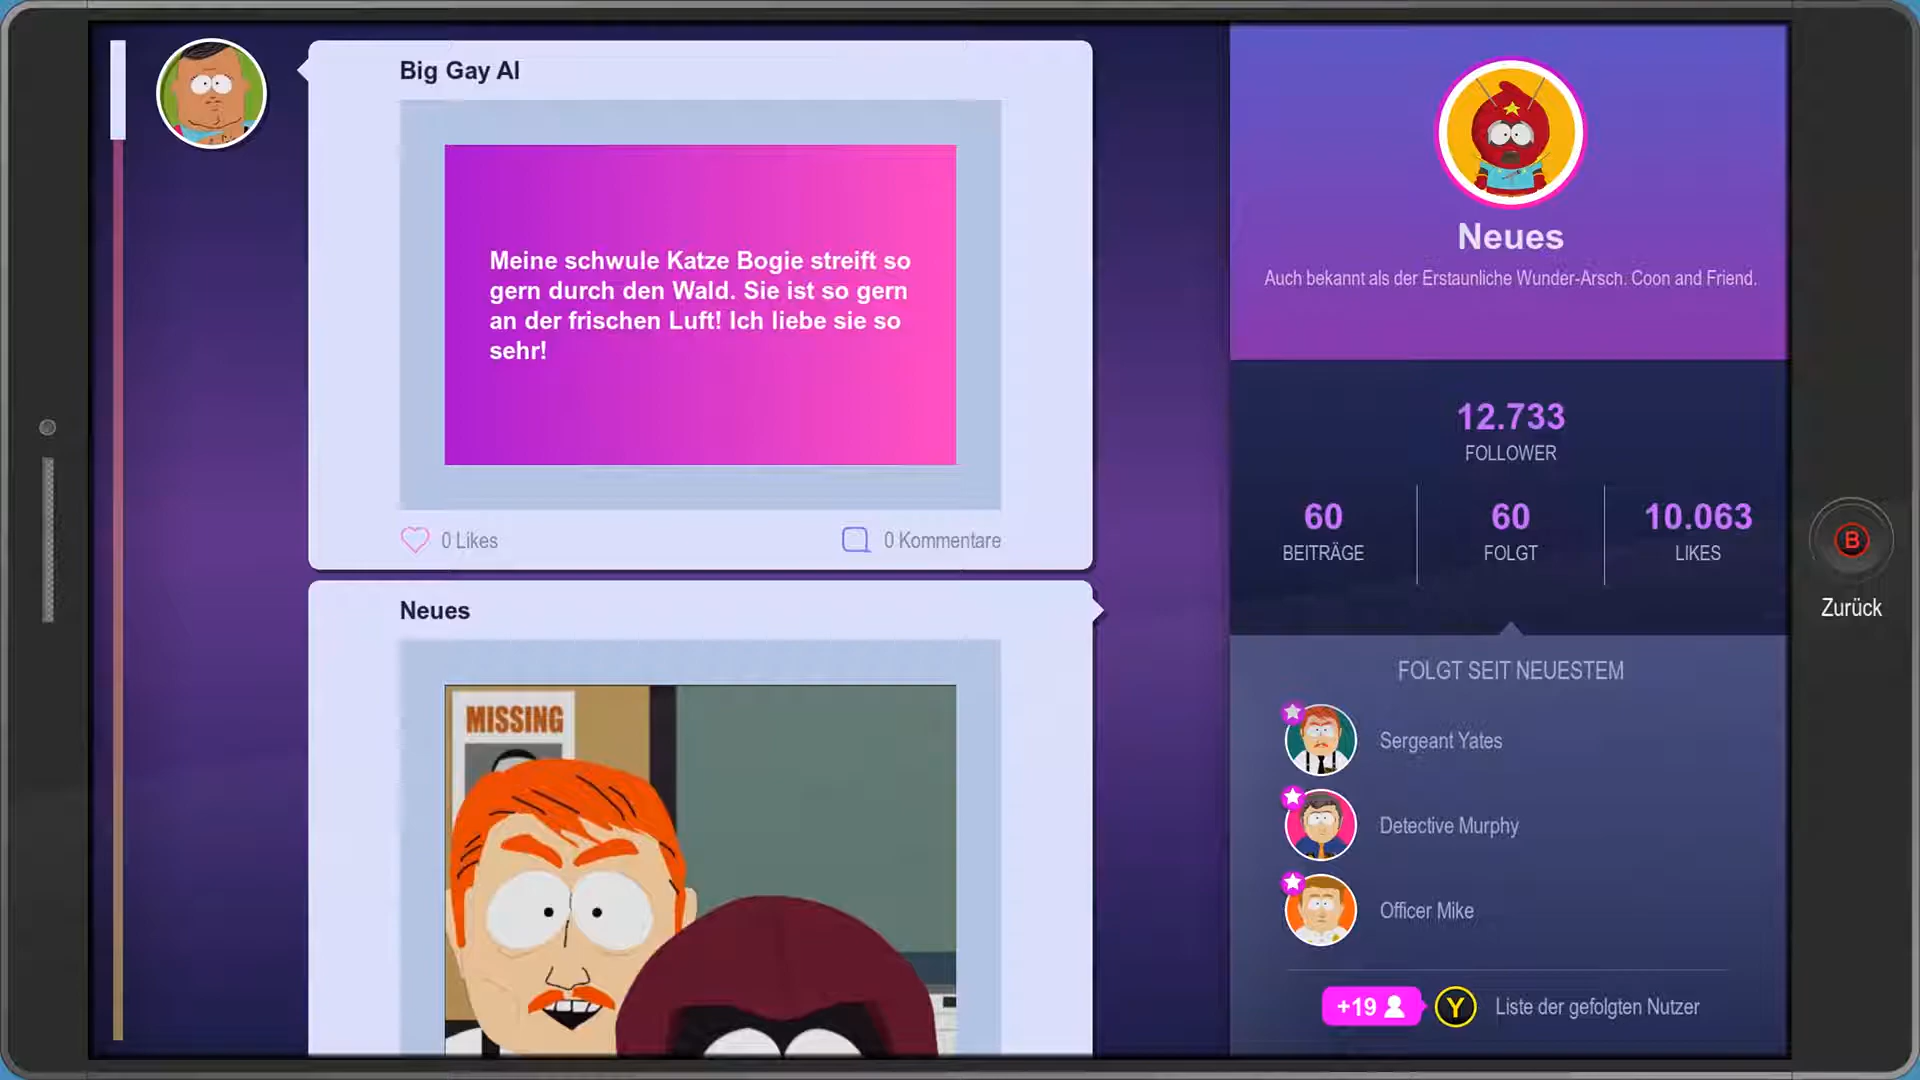 Big Gay Al
Meine schwule Katze Bogie streift so
gern durch den Wald. Sie ist so gern
an der frischen Luft! Ich liebe sie so
sehr!
0 Likes
0 Kommentare
Neues
MISSING
Neues
Auch bekannt als der Erstaunliche Wunder-Arsch. Coon and Friend.
12.733
FOLLOWER
60
BEITRÄGE
60
FOLGT
10.063
LIKES
FOLGT SEIT NEUESTEM
Sergeant Yates
Detective Murphy
Officer Mike
+19
Y
Liste der gefolgten Nutzer
B
Zurück